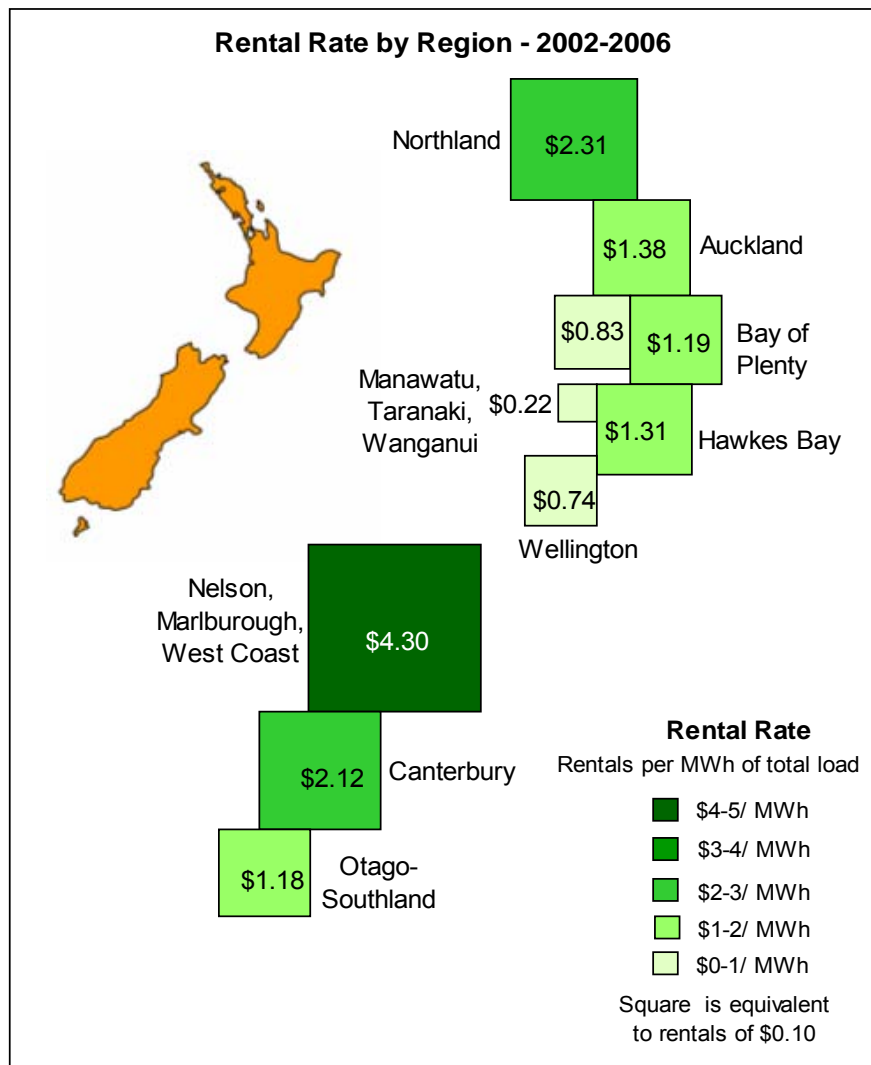 Rental Rate by Region - 2002-2006
Northland
$2.31
$1.38
Auckland
$0.83
$1.19
Bay of
Plenty
Manawatu,
Taranaki,
Wanganui
$0.22
$1.31
Hawkes Bay
$0.74
Wellington
Nelson,
Marlburough,
West Coast
$4.30
$2.12
Canterbury
$1.18
Otago-
Southland
Rental Rate
Rentals per MWh of total load
$4-5/ MWh
$3-4/ MWh
$2-3/ MWh
$1-2/ MWh
$0-1/ MWh
Square is equivalent
to rentals of $0.10